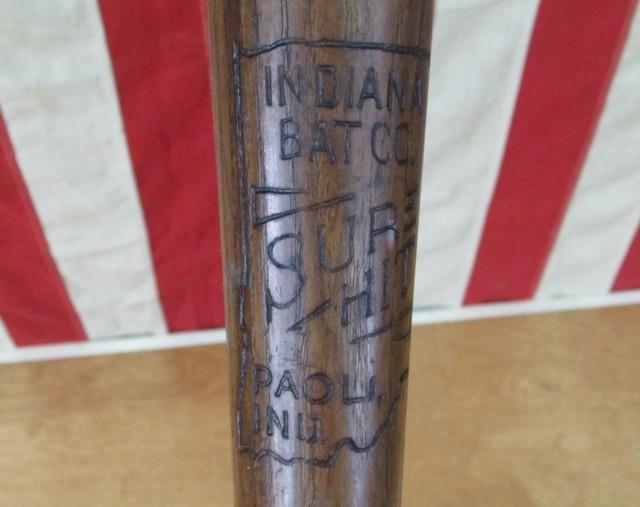 INDIANA
BAT CO.
SURE
HIT
PAOLI,
IND.